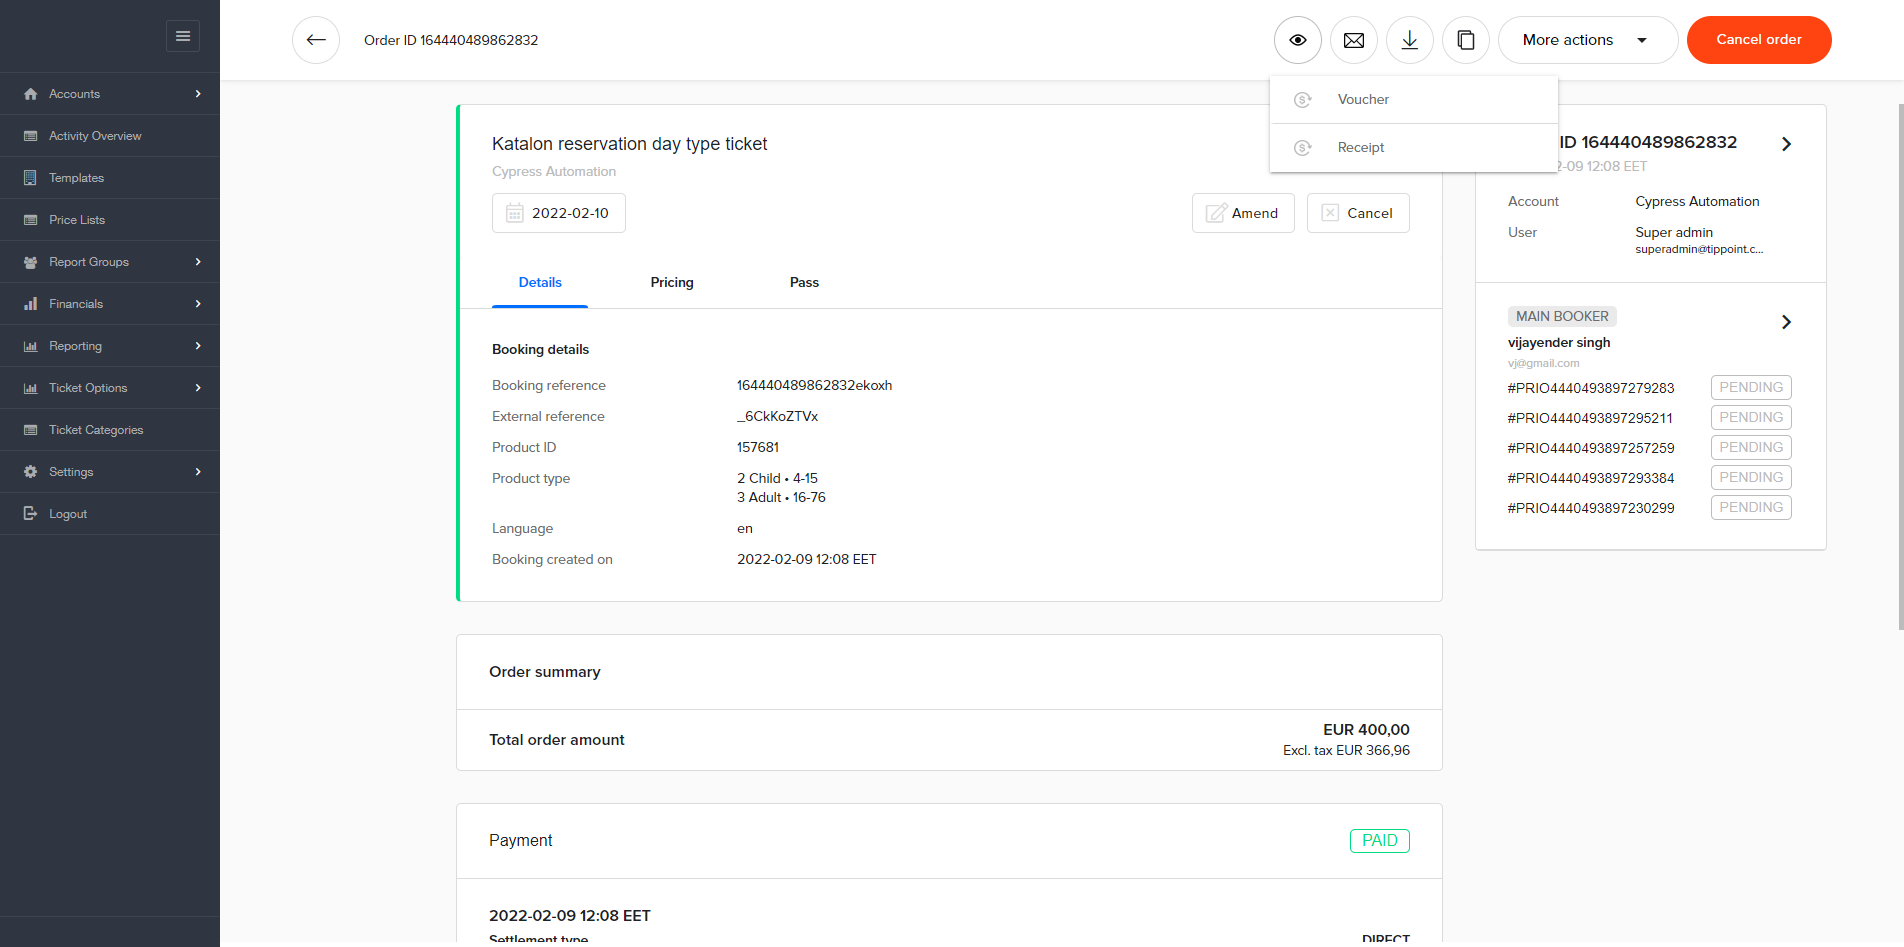 Order ID 164440489862832
More actions
Cancel order
Accounts
Activity Overview
Templates
Price Lists
Report Groups
Financials
Reporting
Ticket Options
Ticket Categories
Settings
Logout
Voucher
Receipt
Katalon reservation day type ticket
Cypress Automation
2022-02-10
Amend
Cancel
Details
Pricing
Pass
Booking details
Booking reference 164440489862832ekoxh
External reference _6CkKoZTVx
Product ID 157681
Product type 2 Child • 4-15
3 Adult • 16-76
Language en
Booking created on 2022-02-09 12:08 EET
Order summary
Total order amount
EUR 400,00
Excl. tax EUR 366,96
Payment
PAID
2022-02-09 12:08 EET
Settlement type DIRECT
ID 164440489862832
2-09 12:08 EET
Account Cypress Automation
User Super admin
superadmin@tippoint.c...
MAIN BOOKER
vijayender singh
vj@gmail.com
#PRIO4440493897279283 PENDING
#PRIO4440493897295211 PENDING
#PRIO4440493897257259 PENDING
#PRIO4440493897293384 PENDING
#PRIO4440493897230299 PENDING